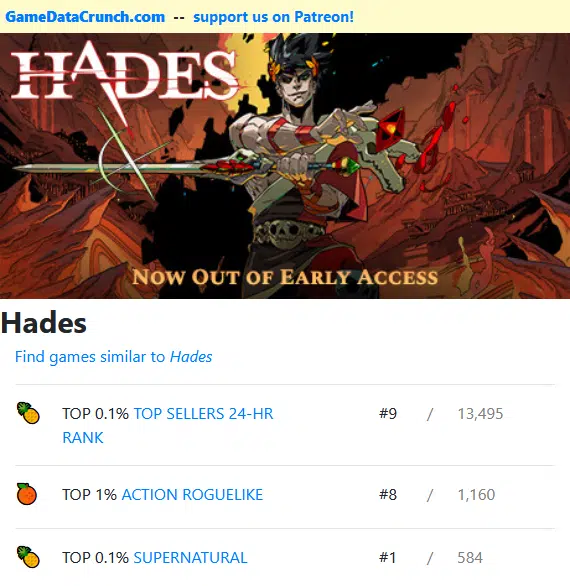 GameDataCrunch.com -- support us on Patreon!
HADES
NOW OUT OF EARLY ACCESS
Hades
Find games similar to Hades
TOP 0.1% TOP SELLERS 24-HR RANK #9 / 13,495
TOP 1% ACTION ROGUELIKE #8 / 1,160
TOP 0.1% SUPERNATURAL #1 / 584